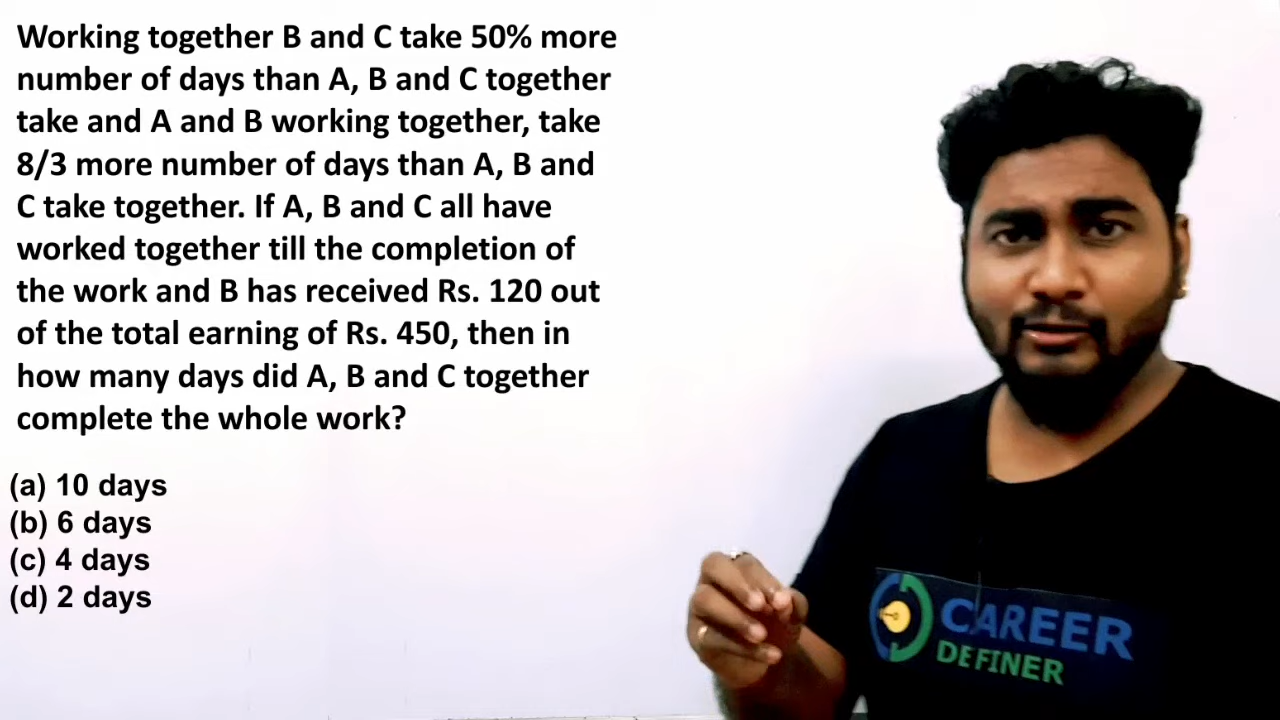 Working together B and C take 50% more
number of days than A, B and C together
take and A and B working together, take
8/3 more number of days than A, B and
C take together. If A, B and C all have
worked together till the completion of
the work and B has received Rs. 120 out
of the total earning of Rs. 450, then in
how many days did A, B and C together
complete the whole work?
(a) 10 days
(b) 6 days
(c) 4 days
(d) 2 days
CAREER
DEFINER